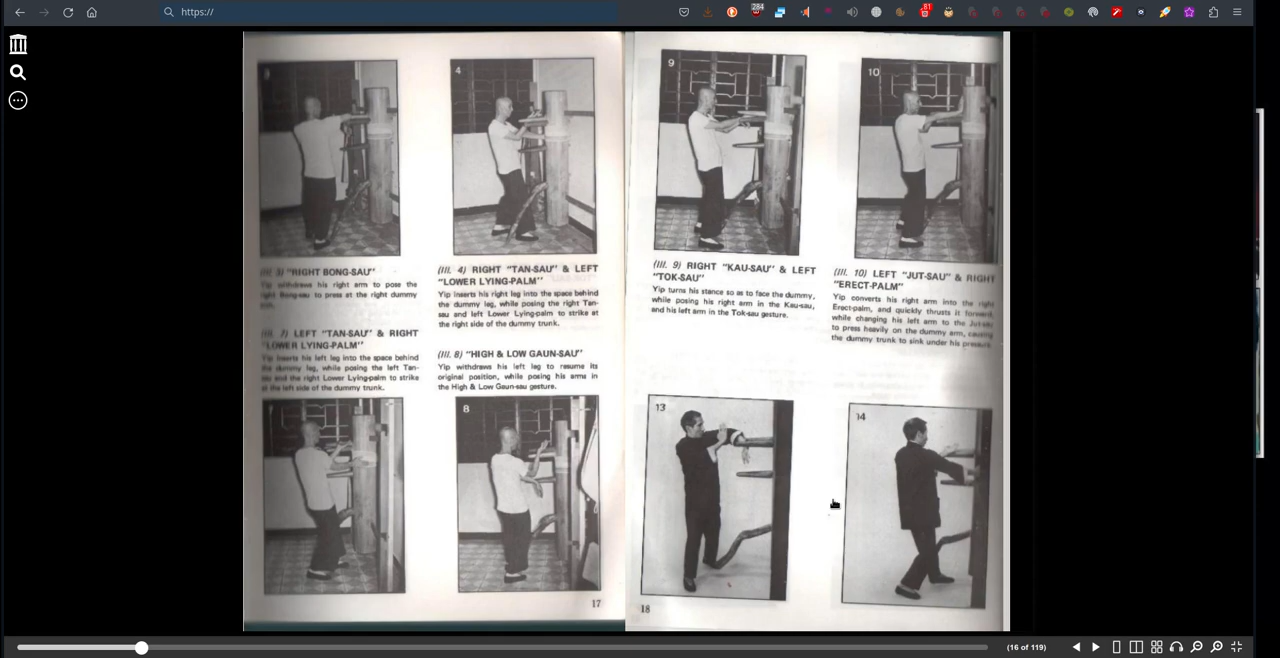 https://
284
81
4
(Ill. 3) "RIGHT BONG-SAU"
Yip withdraws his right arm to pose the
right Bong-sau to press at the right dummy
(Ill. 4) RIGHT "TAN-SAU" & LEFT
"LOWER LYING-PALM"
Yip inserts his right leg into the space behind
the dummy leg, while posing the right Tan-
sau and left Lower Lying-palm to strike at
the right side of the dummy trunk.
(Ill. 7) LEFT "TAN-SAU" & RIGHT
"LOWER LYING-PALM"
Yip inserts his left leg into the space behind
the dummy leg, while posing the left Tan-
sau and the right Lower Lying-palm to strike
at the left side of the dummy trunk.
(Ill. 8) "HIGH & LOW GAUN-SAU"
Yip withdraws his left leg to resume its
original position, while posing his arms in
the High & Low Gaun-sau gesture.
8
17
9
10
(Ill. 9) RIGHT "KAU-SAU" & LEFT
"TOK-SAU"
Yip turns his stance so as to face the dummy,
while posing his right arm in the Kau-sau,
and his left arm in the Tok-sau gesture.
(Ill. 10) LEFT "JUT-SAU" & RIGHT
"ERECT-PALM"
Yip converts his right arm into the right
Erect-palm, and quickly thrusts it forward,
while changing his left arm to the Jut-sau
to press heavily on the dummy arm, causing
the dummy trunk to sink under his pressure.
13
14
18
(16 of 119)